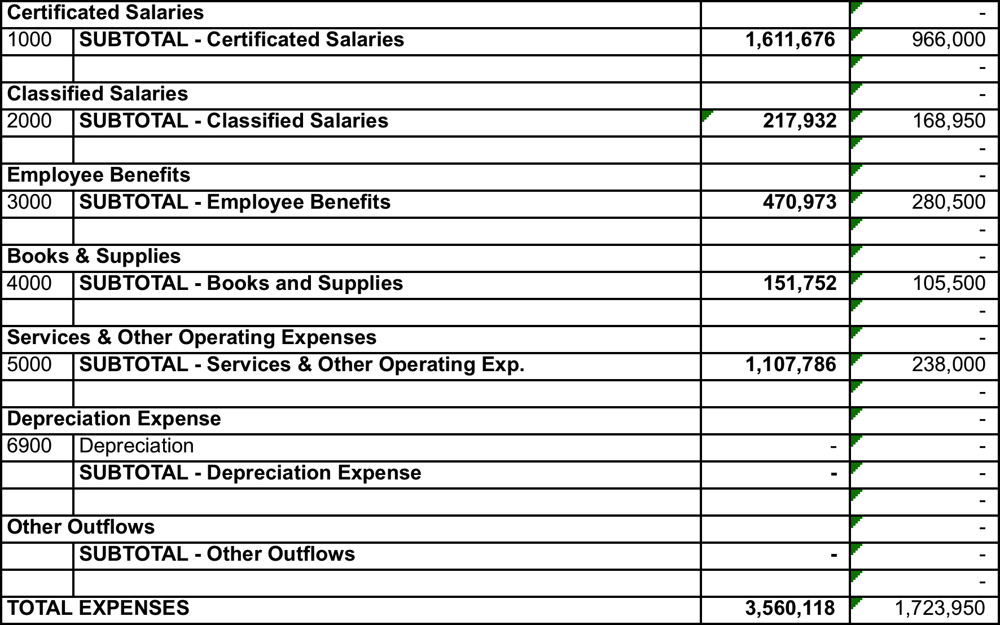 Certificated Salaries -
1000 SUBTOTAL - Certificated Salaries 1,611,676 966,000
-
Classified Salaries -
2000 SUBTOTAL - Classified Salaries 217,932 168,950
-
Employee Benefits -
3000 SUBTOTAL - Employee Benefits 470,973 280,500
-
Books & Supplies -
4000 SUBTOTAL - Books and Supplies 151,752 105,500
-
Services & Other Operating Expenses -
5000 SUBTOTAL - Services & Other Operating Exp. 1,107,786 238,000
-
Depreciation Expense -
6900 Depreciation - -
SUBTOTAL - Depreciation Expense - -
-
Other Outflows -
SUBTOTAL - Other Outflows - -
-
TOTAL EXPENSES 3,560,118 1,723,950